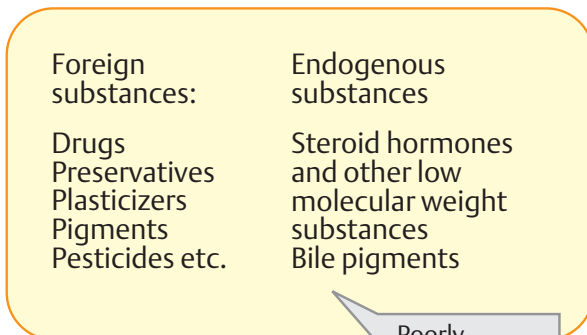 Foreign
substances:
Drugs
Preservatives
Plasticizers
Pigments
Pesticides etc.
Endogenous
substances
Steroid hormones
and other low
molecular weight
substances
Bile pigments
Poorly